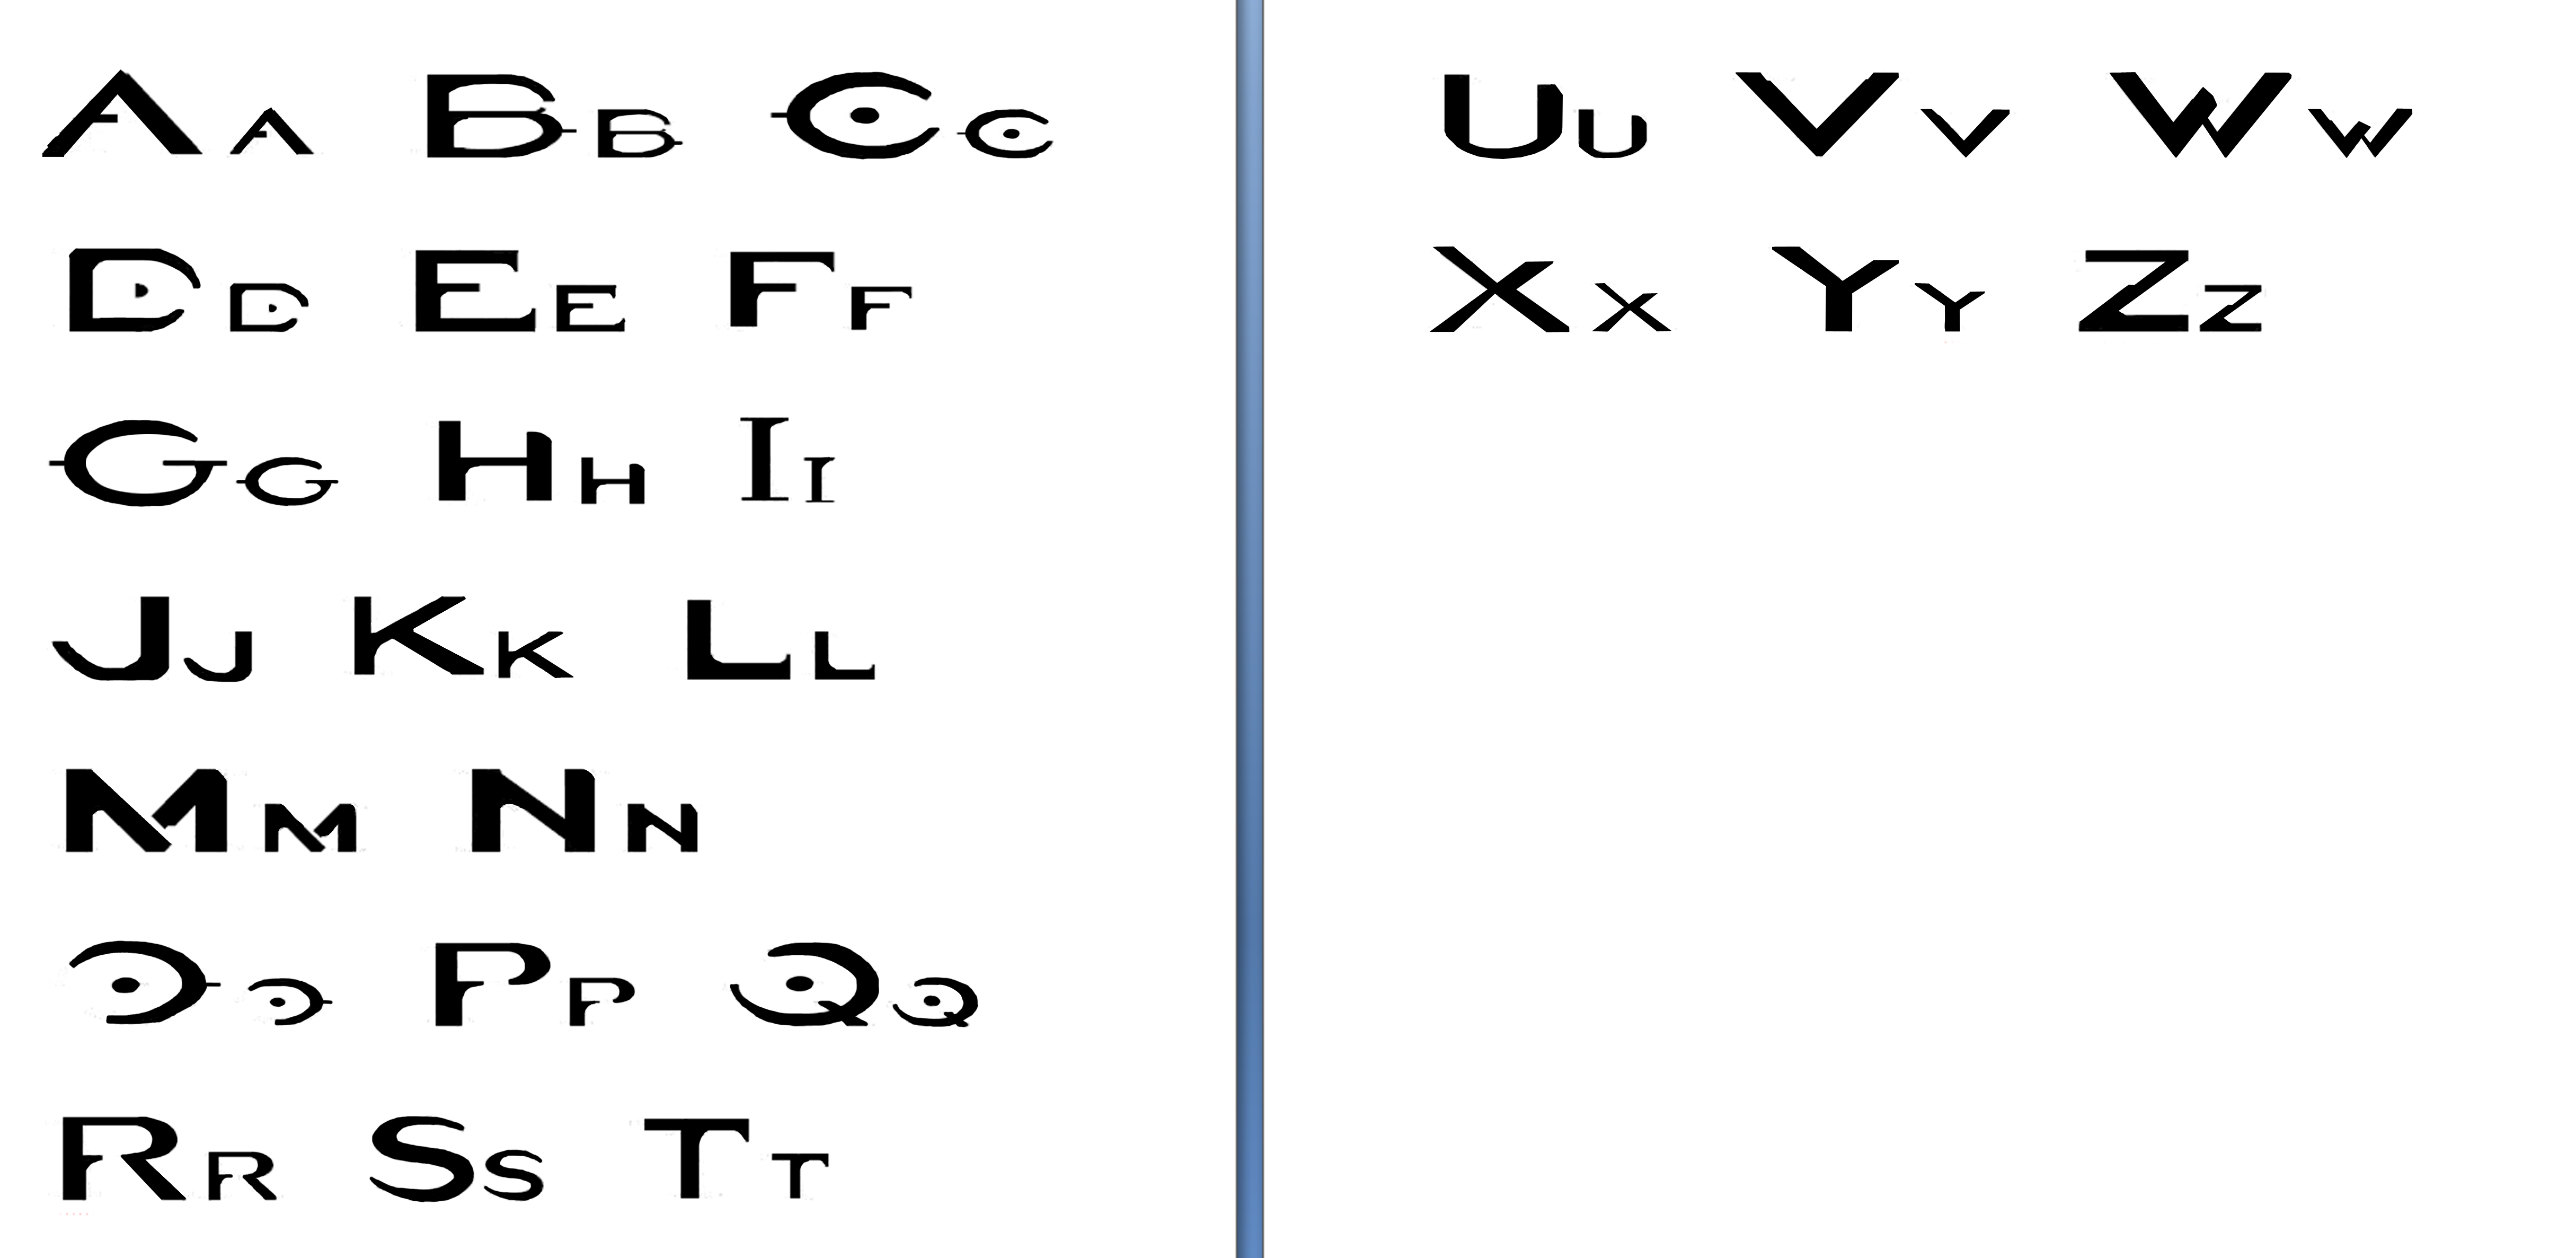 Aa Bb Cc
Dd Ee Ff
Gg Hh Ii
Jj Kk Ll
Mm Nn
Oo Pp Qq
Rr Ss Tt
Uu Vv Ww
Xx Yy Zz